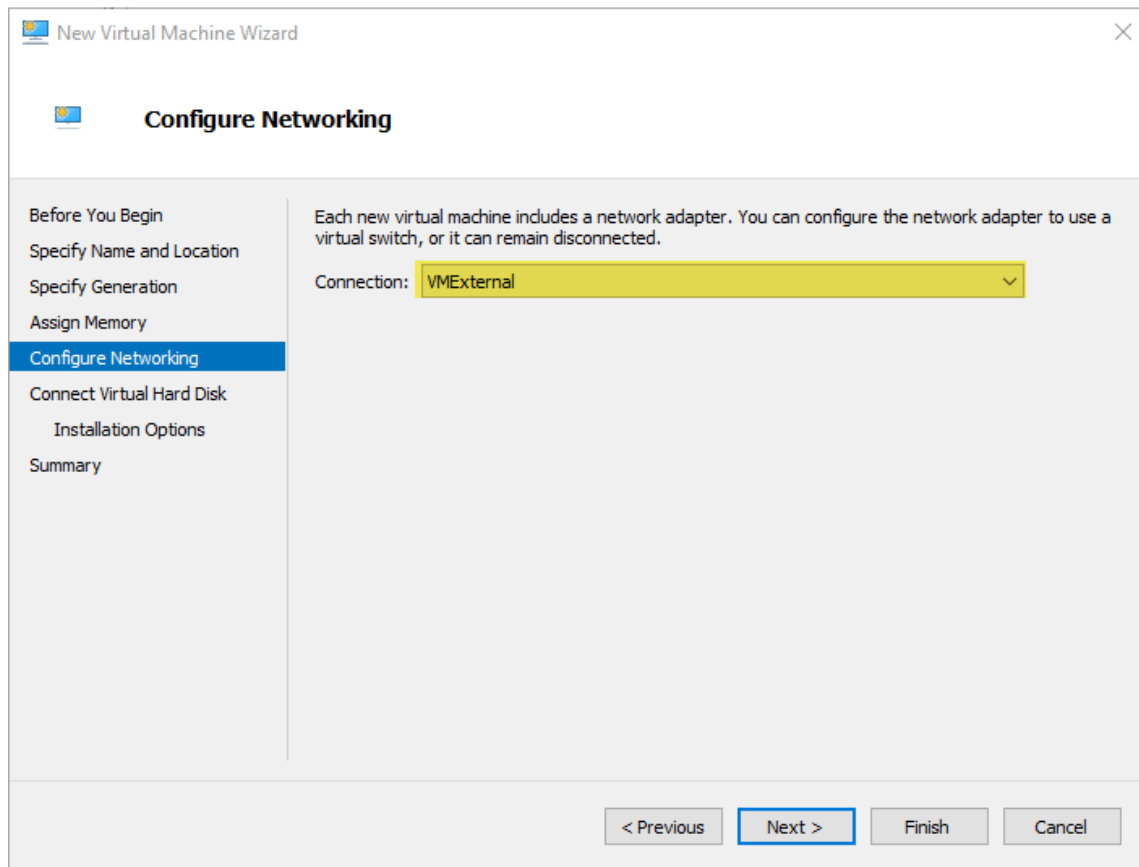 New Virtual Machine Wizard
Configure Networking
Before You Begin
Specify Name and Location
Specify Generation
Assign Memory
Configure Networking
Connect Virtual Hard Disk
Installation Options
Summary
Each new virtual machine includes a network adapter. You can configure the network adapter to use a
virtual switch, or it can remain disconnected.
Connection: VMExternal
< Previous
Next >
Finish
Cancel